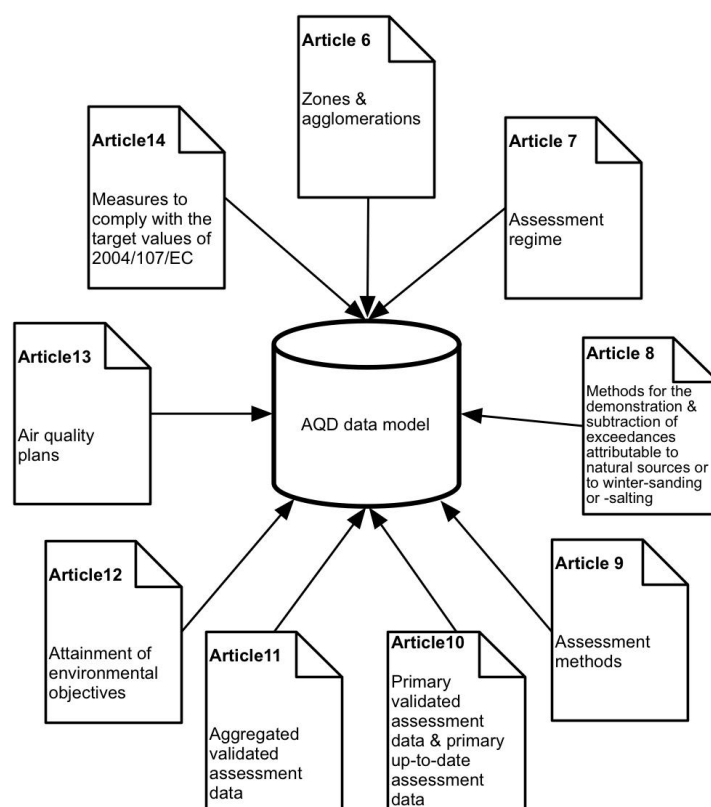 Article 6
Zones &
agglomerations
Article14
Measures to
comply with the
target values of
2004/107/EC
Article 7
Assessment
regime
Article13
Air quality
plans
AQD data model
Article 8
Methods for the
demonstration &
subtraction of
exceedances
attributable to
natural sources or
to winter-sanding
or -salting
Article12
Attainment of
environmental
objectives
Article11
Aggregated
validated
assessment
data
Article10
Primary
validated
assessment
data & primary
up-to-date
assessment
data
Article 9
Assessment
methods